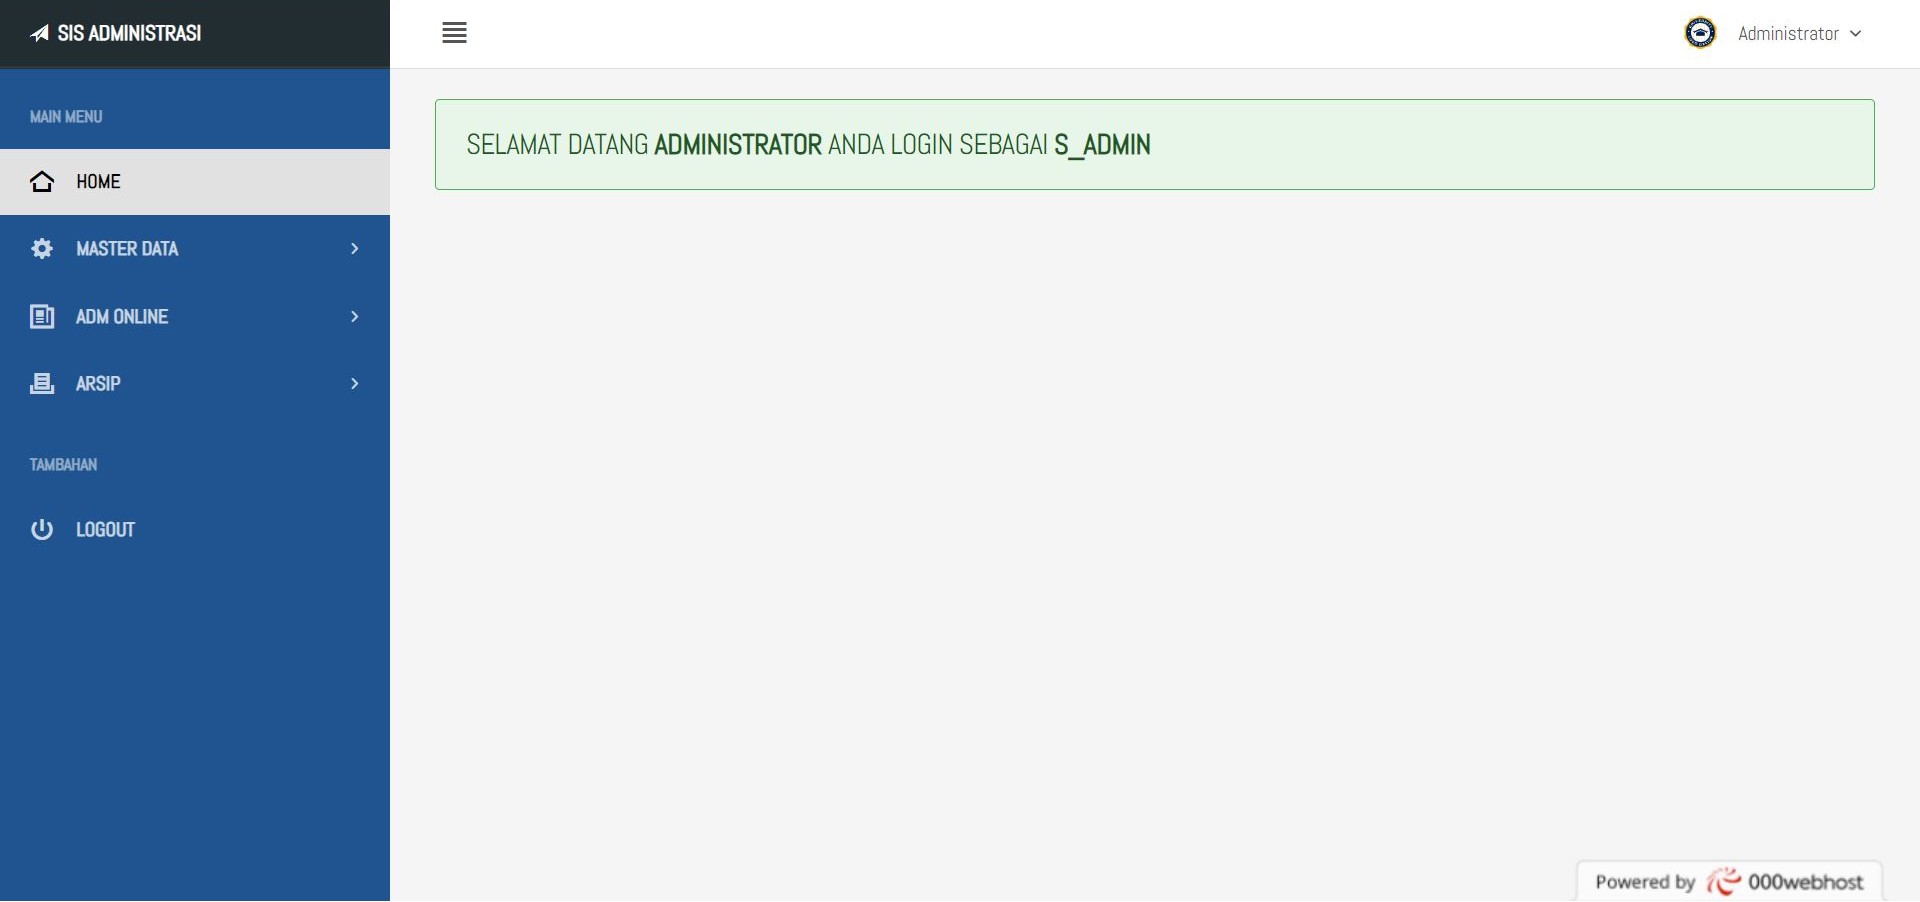 SIS ADMINISTRASI
Administrator
MAIN MENU
HOME
MASTER DATA
ADM ONLINE
ARSIP
TAMBAHAN
LOGOUT
SELAMAT DATANG ADMINISTRATOR ANDA LOGIN SEBAGAI S_ADMIN
Powered by 000webhost